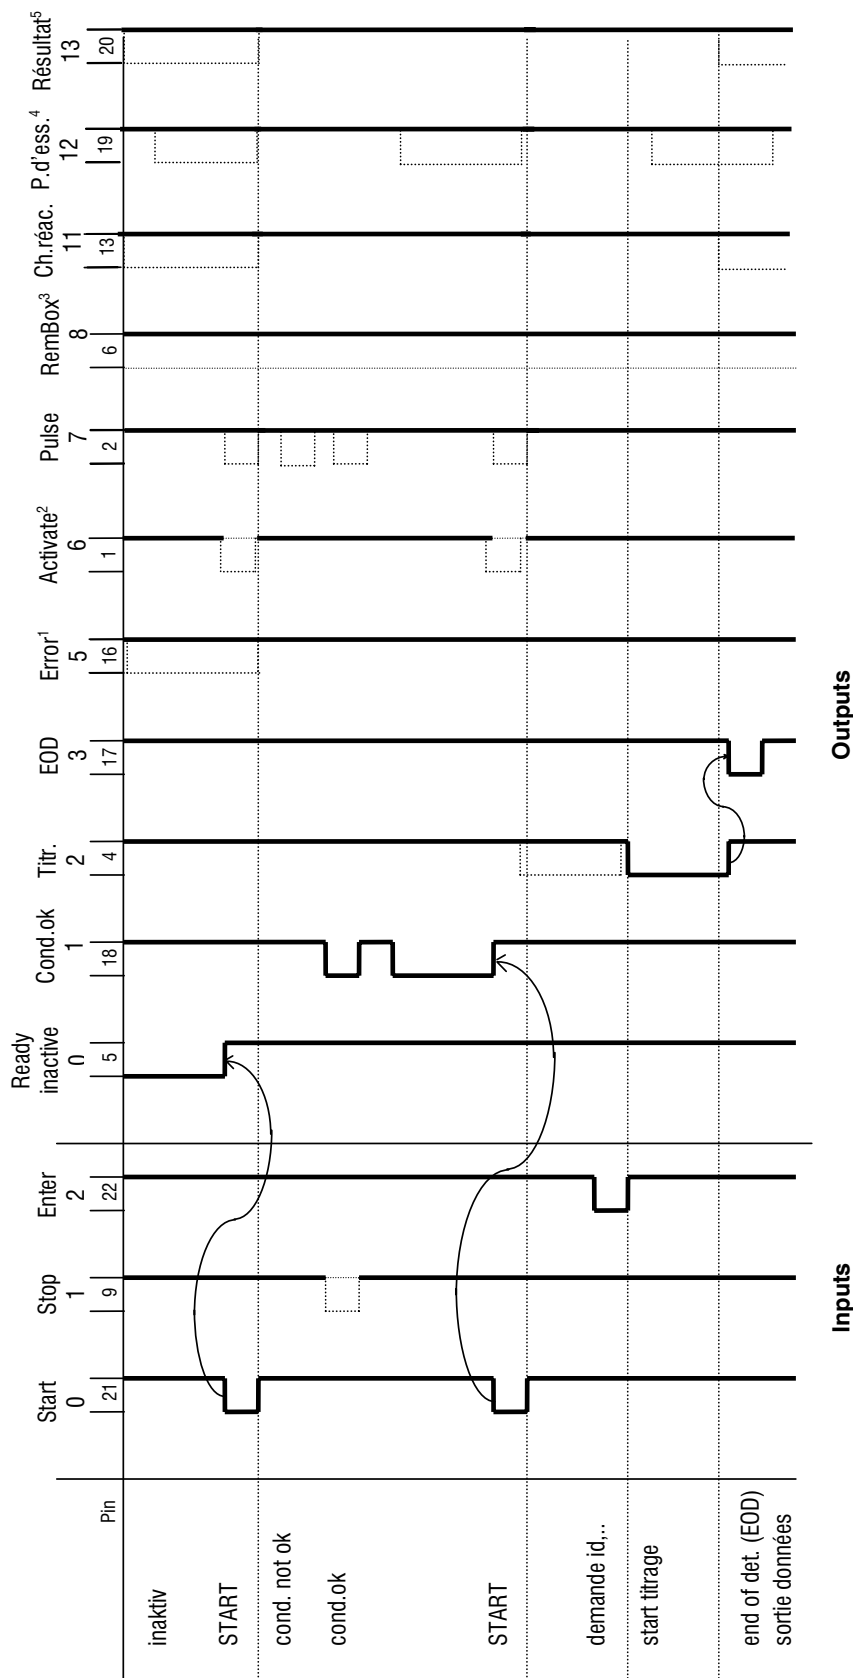 Pin
inaktiv
START
cond. not ok
cond.ok
START
demande id,..
start titrage
end of det. (EOD)
sortie données
Start
0
21
Stop
1
9
Enter
2
22
Ready
inactive
0
5
Cond.ok
1
18
Titr.
2
4
EOD
3
17
Error¹
5
16
Activate²
6
1
Pulse
7
2
RemBox³
8
6
Ch.réac.
11
13
P.d'ess.⁴
12
19
Résultat⁵
13
20
Inputs
Outputs